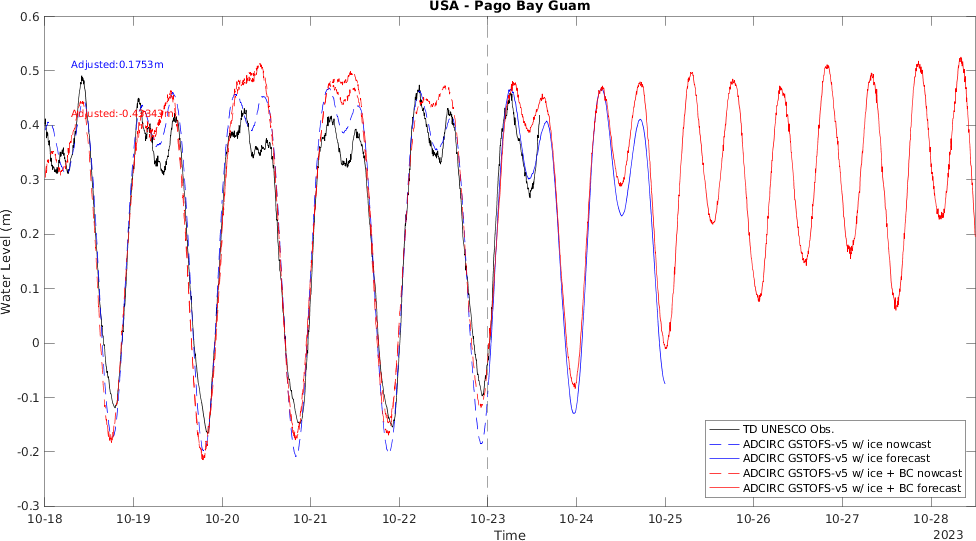 USA - Pago Bay Guam
0.6
0.5
0.4
0.3
0.2
0.1
0
-0.1
-0.2
-0.3
Water Level (m)
Adjusted:0.1753m
TD UNESCO Obs.
ADCIRC GSTOFS-v5 w/ ice nowcast
ADCIRC GSTOFS-v5 w/ ice forecast
ADCIRC GSTOFS-v5 w/ ice + BC nowcast
ADCIRC GSTOFS-v5 w/ ice + BC forecast
10-18 10-19 10-20 10-21 10-22 10-23 10-24 10-25 10-26 10-27 10-28
Time
2023